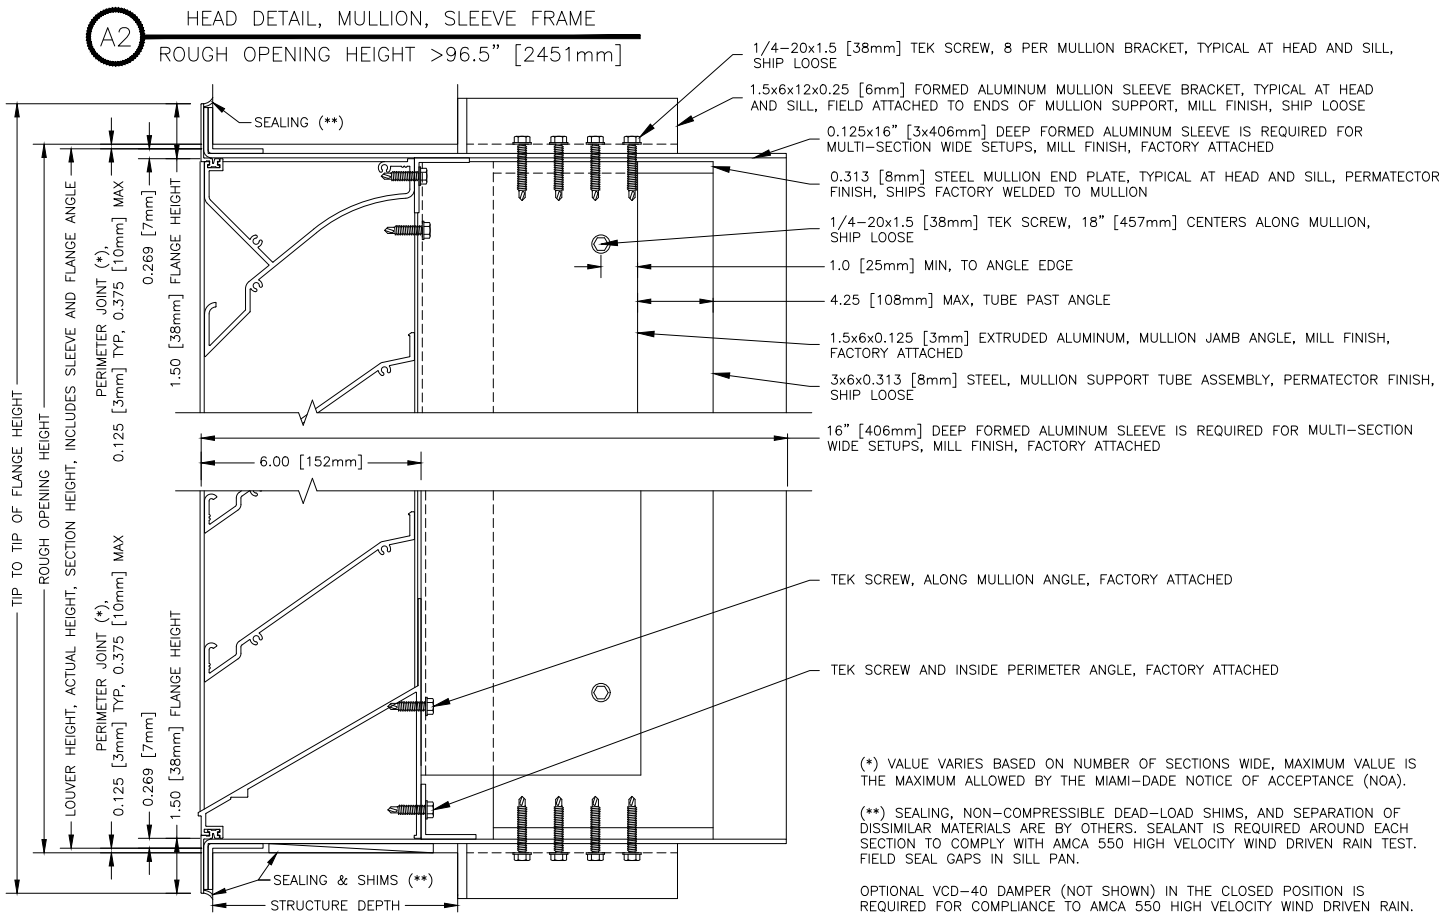 A2
HEAD DETAIL, MULLION, SLEEVE FRAME
ROUGH OPENING HEIGHT >96.5" [2451mm]
1/4-20x1.5 [38mm] TEK SCREW, 8 PER MULLION BRACKET, TYPICAL AT HEAD AND SILL,
SHIP LOOSE
1.5x6x12x0.25 [6mm] FORMED ALUMINUM MULLION SLEEVE BRACKET, TYPICAL AT HEAD
AND SILL, FIELD ATTACHED TO ENDS OF MULLION SUPPORT, MILL FINISH, SHIP LOOSE
0.125x16" [3x406mm] DEEP FORMED ALUMINUM SLEEVE IS REQUIRED FOR
MULTI-SECTION WIDE SETUPS, MILL FINISH, FACTORY ATTACHED
0.313 [8mm] STEEL MULLION END PLATE, TYPICAL AT HEAD AND SILL, PERMATECTOR
FINISH, SHIPS FACTORY WELDED TO MULLION
1/4-20x1.5 [38mm] TEK SCREW, 18" [457mm] CENTERS ALONG MULLION,
SHIP LOOSE
1.0 [25mm] MIN, TO ANGLE EDGE
4.25 [108mm] MAX, TUBE PAST ANGLE
1.5x6x0.125 [3mm] EXTRUDED ALUMINUM, MULLION JAMB ANGLE, MILL FINISH,
FACTORY ATTACHED
3x6x0.313 [8mm] STEEL, MULLION SUPPORT TUBE ASSEMBLY, PERMATECTOR FINISH,
SHIP LOOSE
16" [406mm] DEEP FORMED ALUMINUM SLEEVE IS REQUIRED FOR MULTI-SECTION
WIDE SETUPS, MILL FINISH, FACTORY ATTACHED
SEALING (**)
TIP TO TIP OF FLANGE HEIGHT
ROUGH OPENING HEIGHT
LOUVER HEIGHT, ACTUAL HEIGHT, SECTION HEIGHT, INCLUDES SLEEVE AND FLANGE ANGLE
PERIMETER JOINT (*),
0.125 [3mm] TYP, 0.375 [10mm] MAX
0.269 [7mm]
1.50 [38mm] FLANGE HEIGHT
6.00 [152mm]
PERIMETER JOINT (*),
0.125 [3mm] TYP, 0.375 [10mm] MAX
0.269 [7mm]
1.50 [38mm] FLANGE HEIGHT
TEK SCREW, ALONG MULLION ANGLE, FACTORY ATTACHED
TEK SCREW AND INSIDE PERIMETER ANGLE, FACTORY ATTACHED
SEALING & SHIMS (**)
STRUCTURE DEPTH
(*) VALUE VARIES BASED ON NUMBER OF SECTIONS WIDE, MAXIMUM VALUE IS
THE MAXIMUM ALLOWED BY THE MIAMI-DADE NOTICE OF ACCEPTANCE (NOA).
(**) SEALING, NON-COMPRESSIBLE DEAD-LOAD SHIMS, AND SEPARATION OF
DISSIMILAR MATERIALS ARE BY OTHERS. SEALANT IS REQUIRED AROUND EACH
SECTION TO COMPLY WITH AMCA 550 HIGH VELOCITY WIND DRIVEN RAIN TEST.
FIELD SEAL GAPS IN SILL PAN.
OPTIONAL VCD-40 DAMPER (NOT SHOWN) IN THE CLOSED POSITION IS
REQUIRED FOR COMPLIANCE TO AMCA 550 HIGH VELOCITY WIND DRIVEN RAIN.